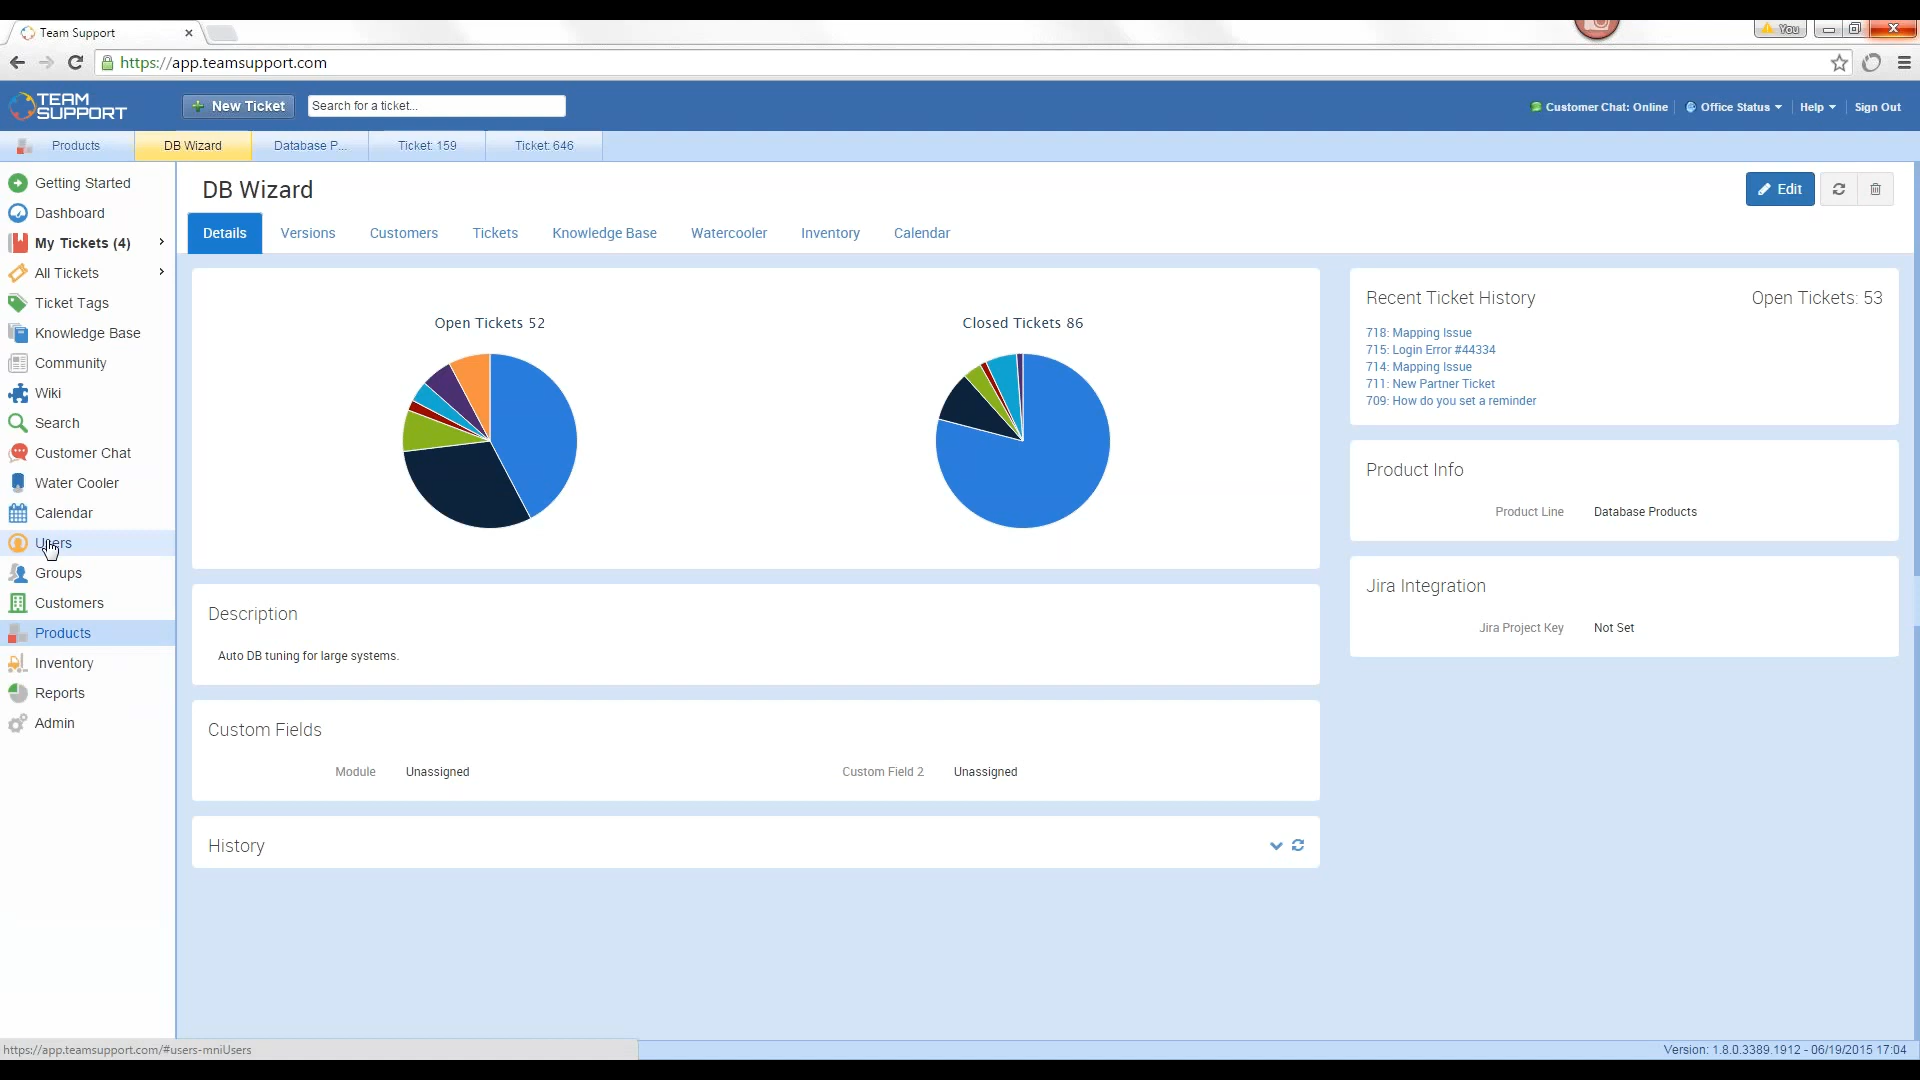 Team Support
You
https://app.teamsupport.com
TEAM SUPPORT
New Ticket
Search for a ticket...
Customer Chat: Online
Office Status
Help
Sign Out
Products
DB Wizard
Database P...
Ticket: 159
Ticket: 646
Getting Started
Dashboard
My Tickets (4)
All Tickets
Ticket Tags
Knowledge Base
Community
Wiki
Search
Customer Chat
Water Cooler
Calendar
Users
Groups
Customers
Products
Inventory
Reports
Admin
DB Wizard
Edit
Details
Versions
Customers
Tickets
Knowledge Base
Watercooler
Inventory
Calendar
Open Tickets 52
Closed Tickets 86
Description
Auto DB tuning for large systems.
Custom Fields
Module Unassigned
Custom Field 2 Unassigned
History
Recent Ticket History
Open Tickets: 53
718: Mapping Issue
715: Login Error #44334
714: Mapping Issue
711: New Partner Ticket
709: How do you set a reminder
Product Info
Product Line Database Products
Jira Integration
Jira Project Key Not Set
https://app.teamsupport.com/#users-mniUsers
Version: 1.8.0.3389.1912 - 06/19/2015 17:04